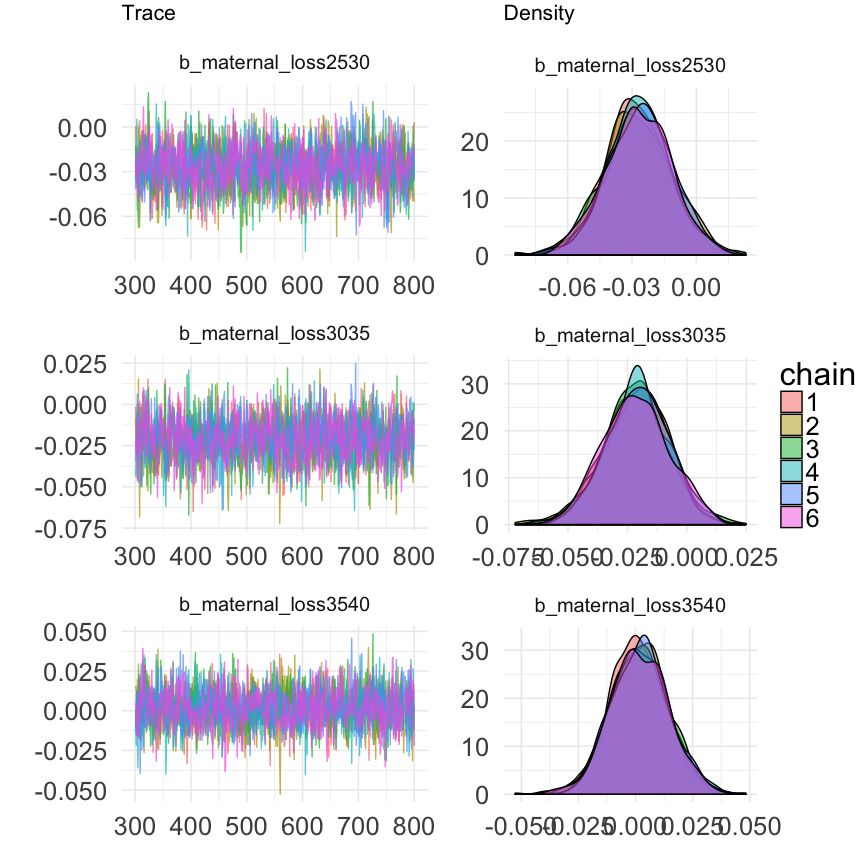 Trace Density
b_maternal_loss2530
0.00
-0.03
-0.06
300 400 500 600 700 800
b_maternal_loss2530
20
10
0
-0.06 -0.03 0.00
b_maternal_loss3035
0.025
0.000
-0.025
-0.050
-0.075
300 400 500 600 700 800
b_maternal_loss3035
30
20
10
0
-0.075 -0.050 -0.025 0.000 0.025
b_maternal_loss3540
0.050
0.025
0.000
-0.025
-0.050
300 400 500 600 700 800
b_maternal_loss3540
30
20
10
0
-0.050 -0.025 0.000 0.025 0.050
chain
1
2
3
4
5
6